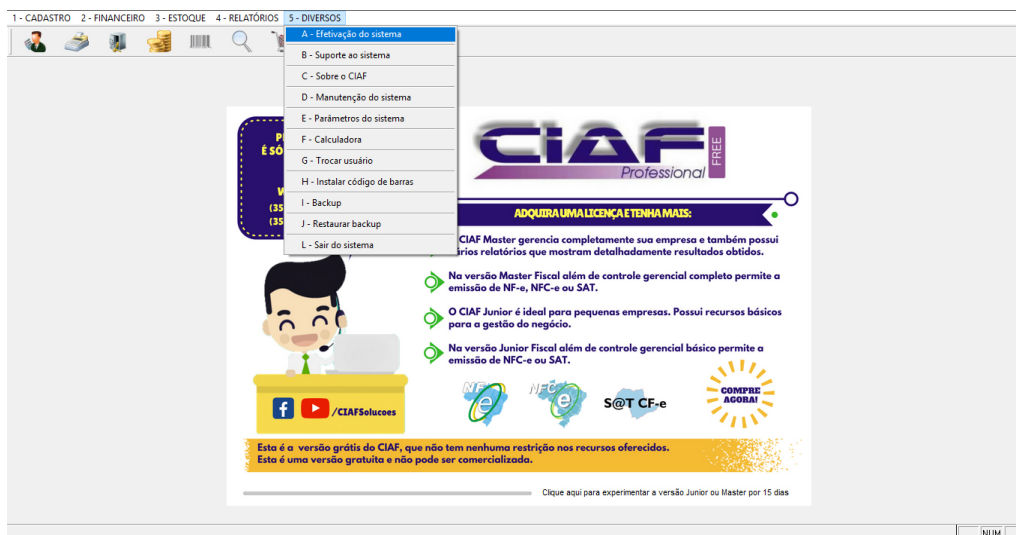 1 - CADASTRO 2 - FINANCEIRO 3 - ESTOQUE 4 - RELATÓRIOS 5 - DIVERSOS
A - Efetivação do sistema
B - Suporte ao sistema
C - Sobre o CIAF
D - Manutenção do sistema
E - Parâmetros do sistema
F - Calculadora
G - Trocar usuário
H - Instalar código de barras
I - Backup
J - Restaurar backup
L - Sair do sistema
É SÓ
(35
(35
CIAF
Professional
FREE
ADQUIRA UMA LICENÇA E TENHA MAIS:
CIAF Master gerencia completamente sua empresa e também possui
relatórios que mostram detalhadamente resultados obtidos.
Na versão Master Fiscal além de controle gerencial completo permite a
emissão de NF-e, NFC-e ou SAT.
O CIAF Junior é ideal para pequenas empresas. Possui recursos básicos
para a gestão do negócio.
Na versão Junior Fiscal além de controle gerencial básico permite a
emissão de NFC-e ou SAT.
/CIAFSolucoes
NF e
NFC e
S@T CF-e
COMPRE
AGORA!
Esta é a versão grátis do CIAF, que não tem nenhuma restrição nos recursos oferecidos.
Esta é uma versão gratuita e não pode ser comercializada.
Clique aqui para experimentar a versão Junior ou Master por 15 dias
NUM